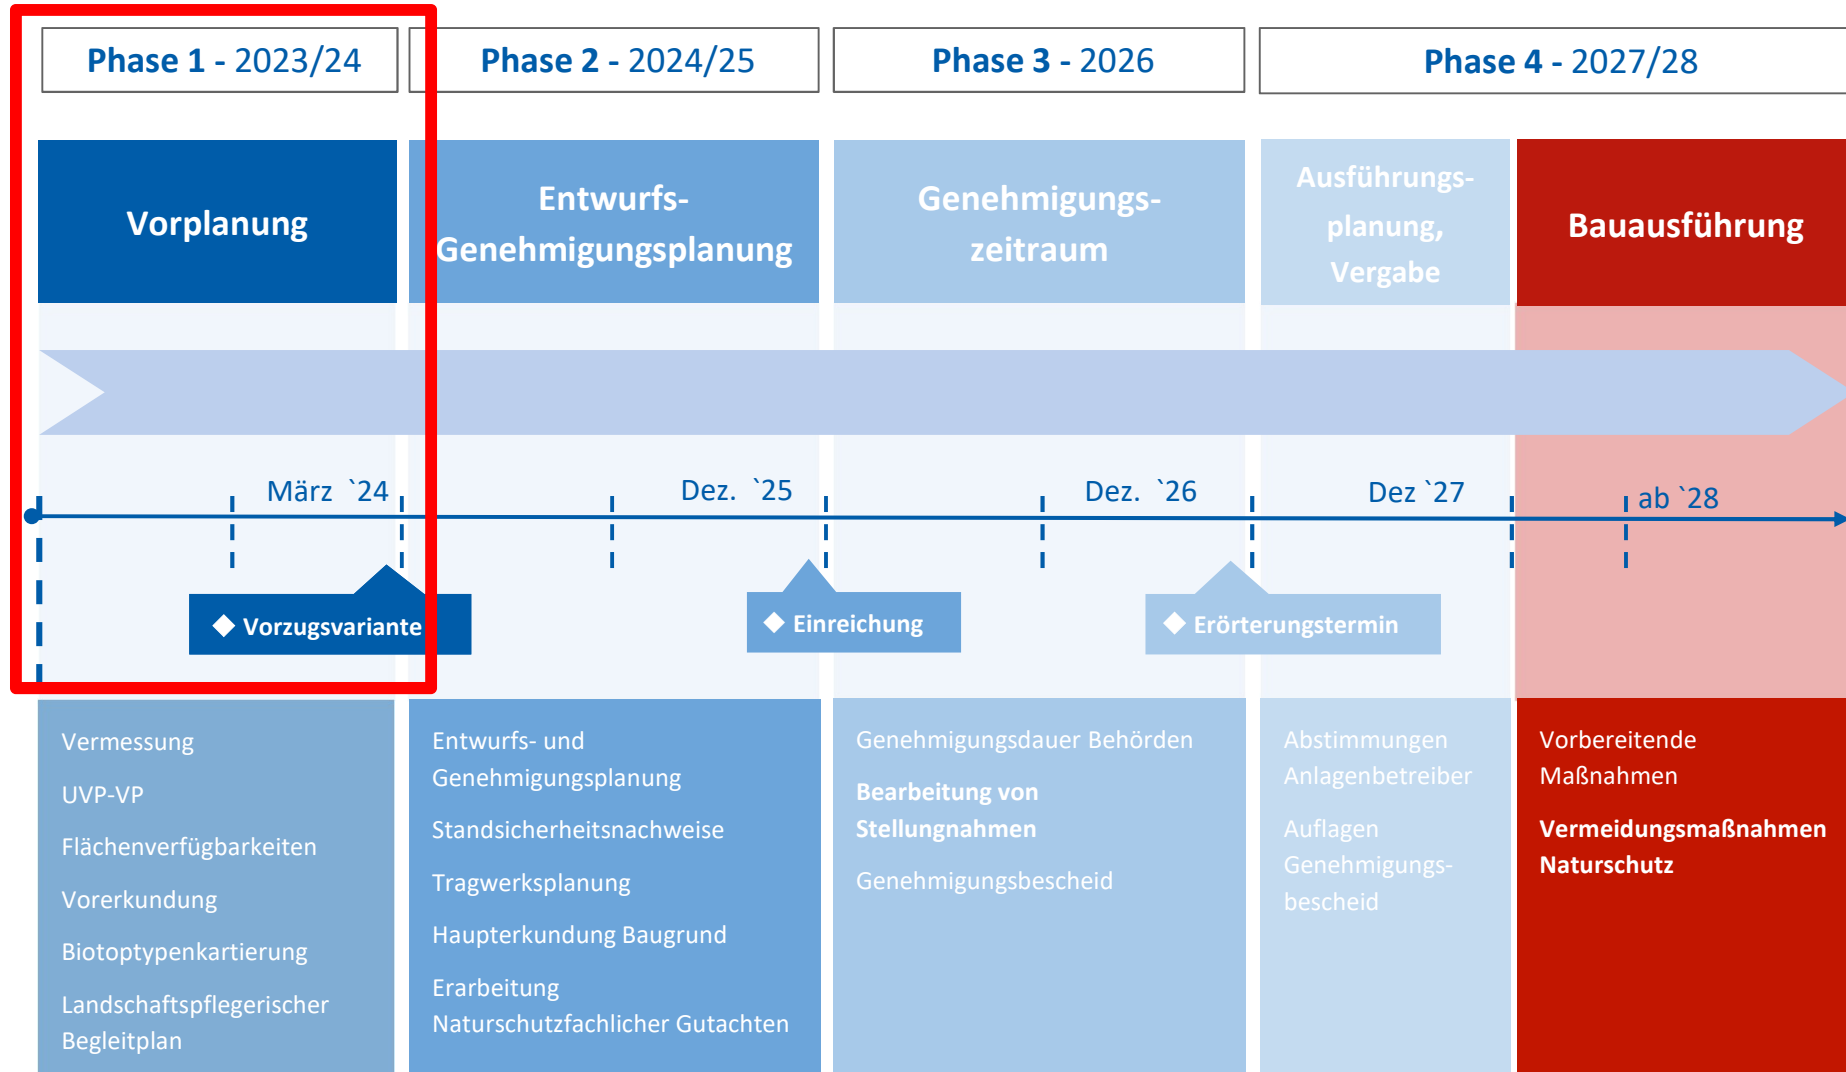 Phase 1 - 2023/24
Phase 2 - 2024/25
Phase 3 - 2026
Phase 4 - 2027/28
Vorplanung
Entwurfs-
Genehmigungsplanung
Genehmigungs-
zeitraum
Ausführungs-
planung,
Vergabe
Bauausführung
März `24
Dez. `25
Dez. `26
Dez `27
ab `28
Vorzugsvariante
Einreichung
Erörterungstermin
Vermessung
UVP-VP
Flächenverfügbarkeiten
Vorerkundung
Biotoptypenkartierung
Landschaftspflegerischer
Begleitplan
Entwurfs- und
Genehmigungsplanung
Standsicherheitsnachweise
Tragwerksplanung
Haupterkundung Baugrund
Erarbeitung
Naturschutzfachlicher Gutachten
Genehmigungsdauer Behörden
Bearbeitung von
Stellungnahmen
Genehmigungsbescheid
Abstimmungen
Anlagenbetreiber
Auflagen
Genehmigungs-
bescheid
Vorbereitende
Maßnahmen
Vermeidungsmaßnahmen
Naturschutz